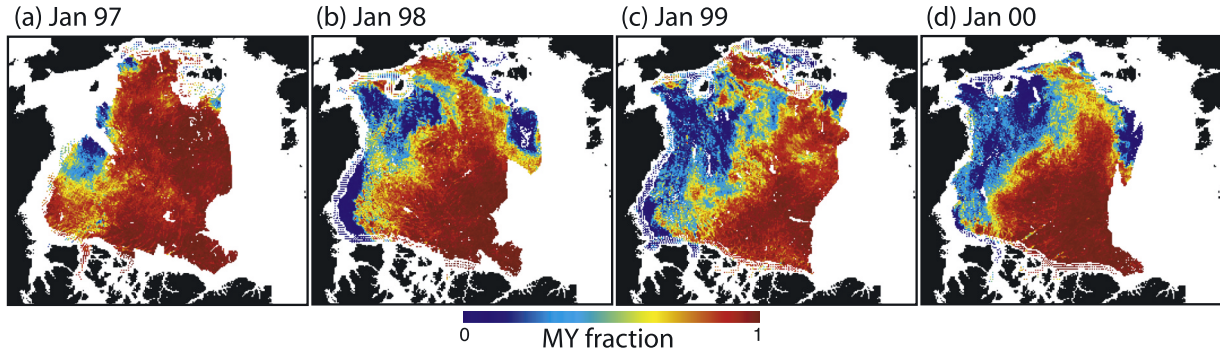 (a) Jan 97
(b) Jan 98
(c) Jan 99
(d) Jan 00
0 MY fraction 1